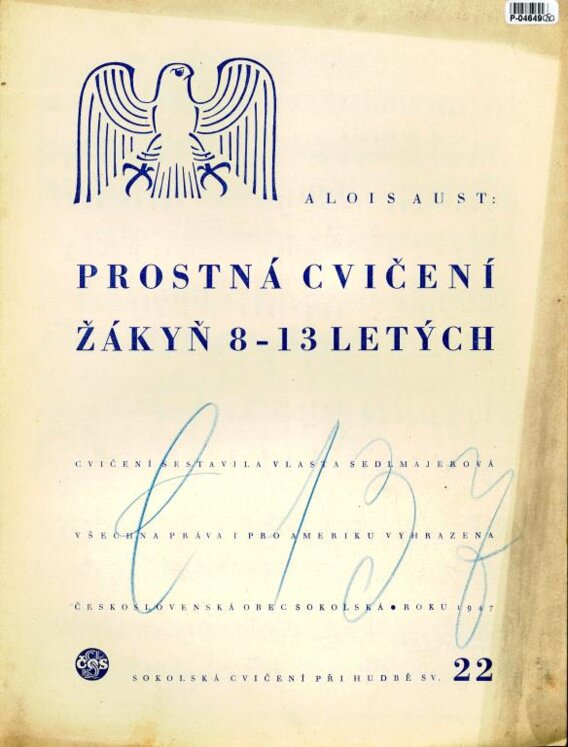 P-04649
ALOIS AUST:
PROSTNÁ CVIČENÍ
ŽÁKYŇ 8-13 LETÝCH
CVIČENÍ SESTAVILA VLASTA SEDLMAJEROVÁ
VŠECHNA PRÁVA I PRO AMERIKU VYHRAZENA
ČESKOSLOVENSKÁ OBEC SOKOLSKÁ • ROKU 1947
ČOS
SOKOLSKÁ CVIČENÍ PŘI HUDBĚ SV. 22